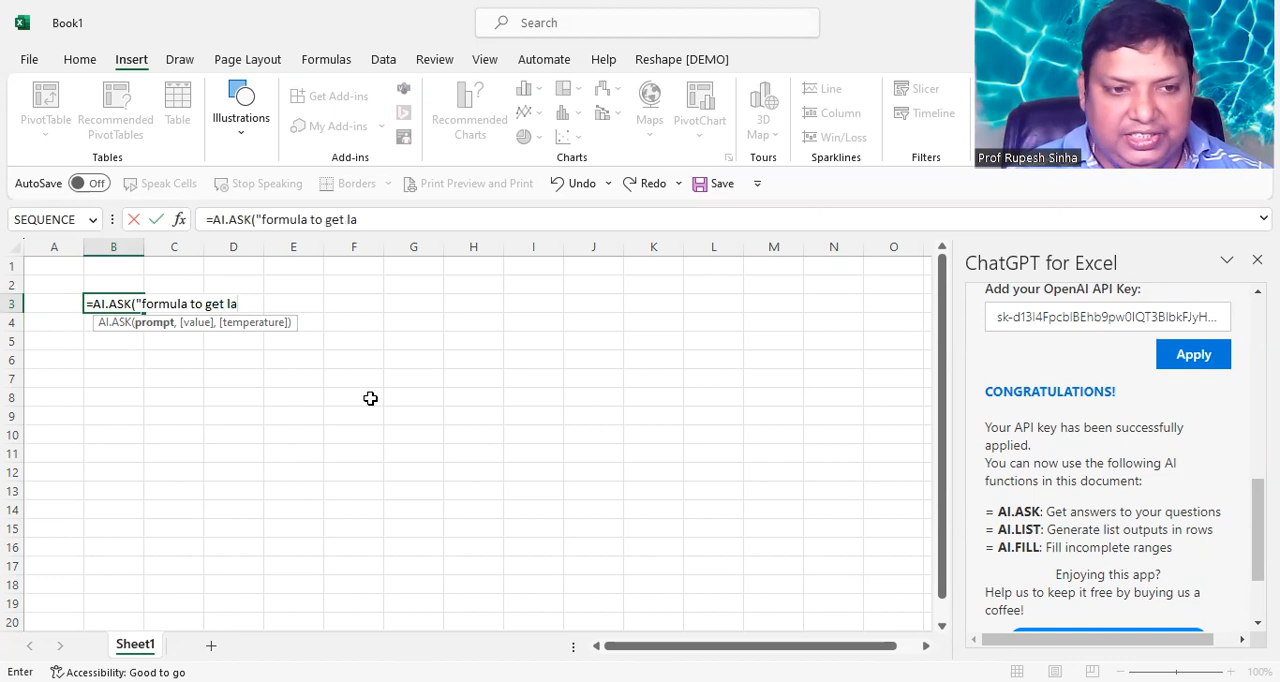 Book1
Search
File Home Insert Draw Page Layout Formulas Data Review View Automate Help Reshape [DEMO]
PivotTable Recommended PivotTables Table Illustrations Get Add-ins My Add-ins Recommended Charts Maps PivotChart 3D Map Line Column Win/Loss Slicer Timeline
Tables Add-ins Charts Tours Sparklines Filters
Prof Rupesh Sinha
AutoSave Off Speak Cells Stop Speaking Borders Print Preview and Print Undo Redo Save
SEQUENCE fx =AI.ASK("formula to get la
A B C D E F G H I J K L M N O
1
2
3 =AI.ASK("formula to get la
4 AI.ASK(prompt, [value], [temperature])
5
6
7
8
9
10
11
12
13
14
15
16
17
18
19
20
ChatGPT for Excel
Add your OpenAI API Key:
Apply
CONGRATULATIONS!
Your API key has been successfully
applied.
You can now use the following AI
functions in this document:
= AI.ASK: Get answers to your questions
= AI.LIST: Generate list outputs in rows
= AI.FILL: Fill incomplete ranges
Enjoying this app?
Help us to keep it free by buying us a
coffee!
Sheet1
Enter Accessibility: Good to go 100%